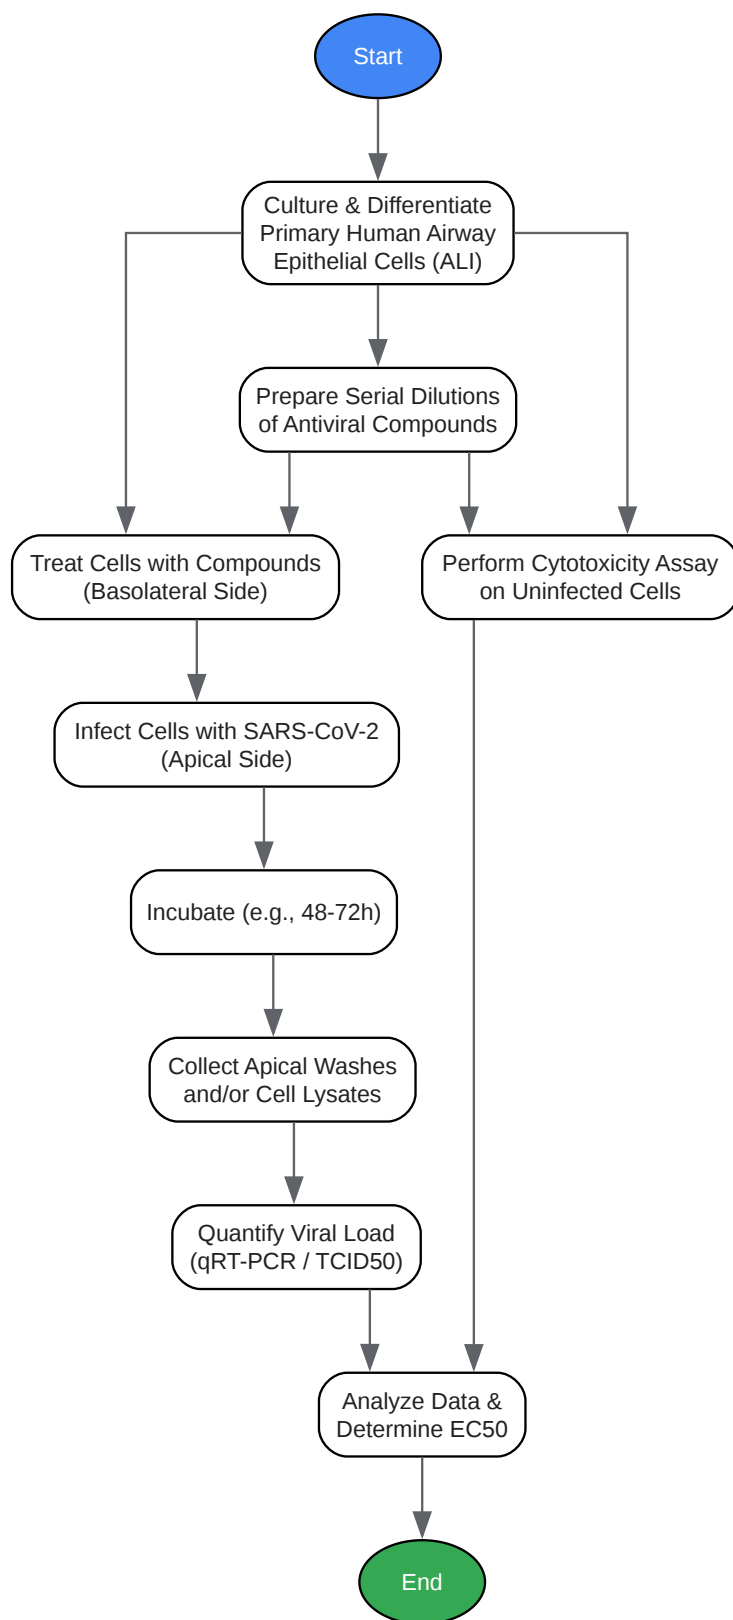 Start
Culture & Differentiate
Primary Human Airway
Epithelial Cells (ALI)
Prepare Serial Dilutions
of Antiviral Compounds
Treat Cells with Compounds
(Basolateral Side)
Perform Cytotoxicity Assay
on Uninfected Cells
Infect Cells with SARS-CoV-2
(Apical Side)
Incubate (e.g., 48-72h)
Collect Apical Washes
and/or Cell Lysates
Quantify Viral Load
(qRT-PCR / TCID50)
Analyze Data &
Determine EC50
End